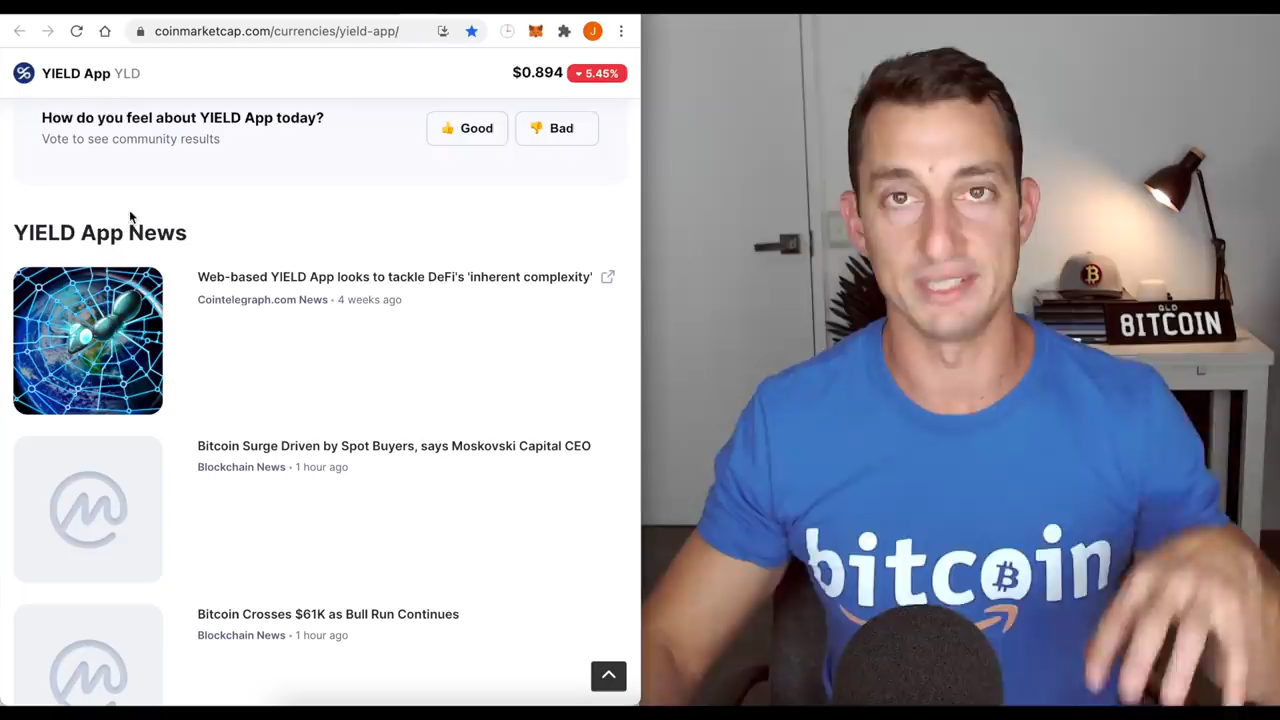 coinmarketcap.com/currencies/yield-app/
J
YIELD App YLD
$0.894
5.45%
How do you feel about YIELD App today?
Vote to see community results
Good
Bad
YIELD App News
Web-based YIELD App looks to tackle DeFi's 'inherent complexity'
Cointelegraph.com News • 4 weeks ago
Bitcoin Surge Driven by Spot Buyers, says Moskovski Capital CEO
Blockchain News • 1 hour ago
Bitcoin Crosses $61K as Bull Run Continues
Blockchain News • 1 hour ago
QLD
8ITCOIN
bitcoin